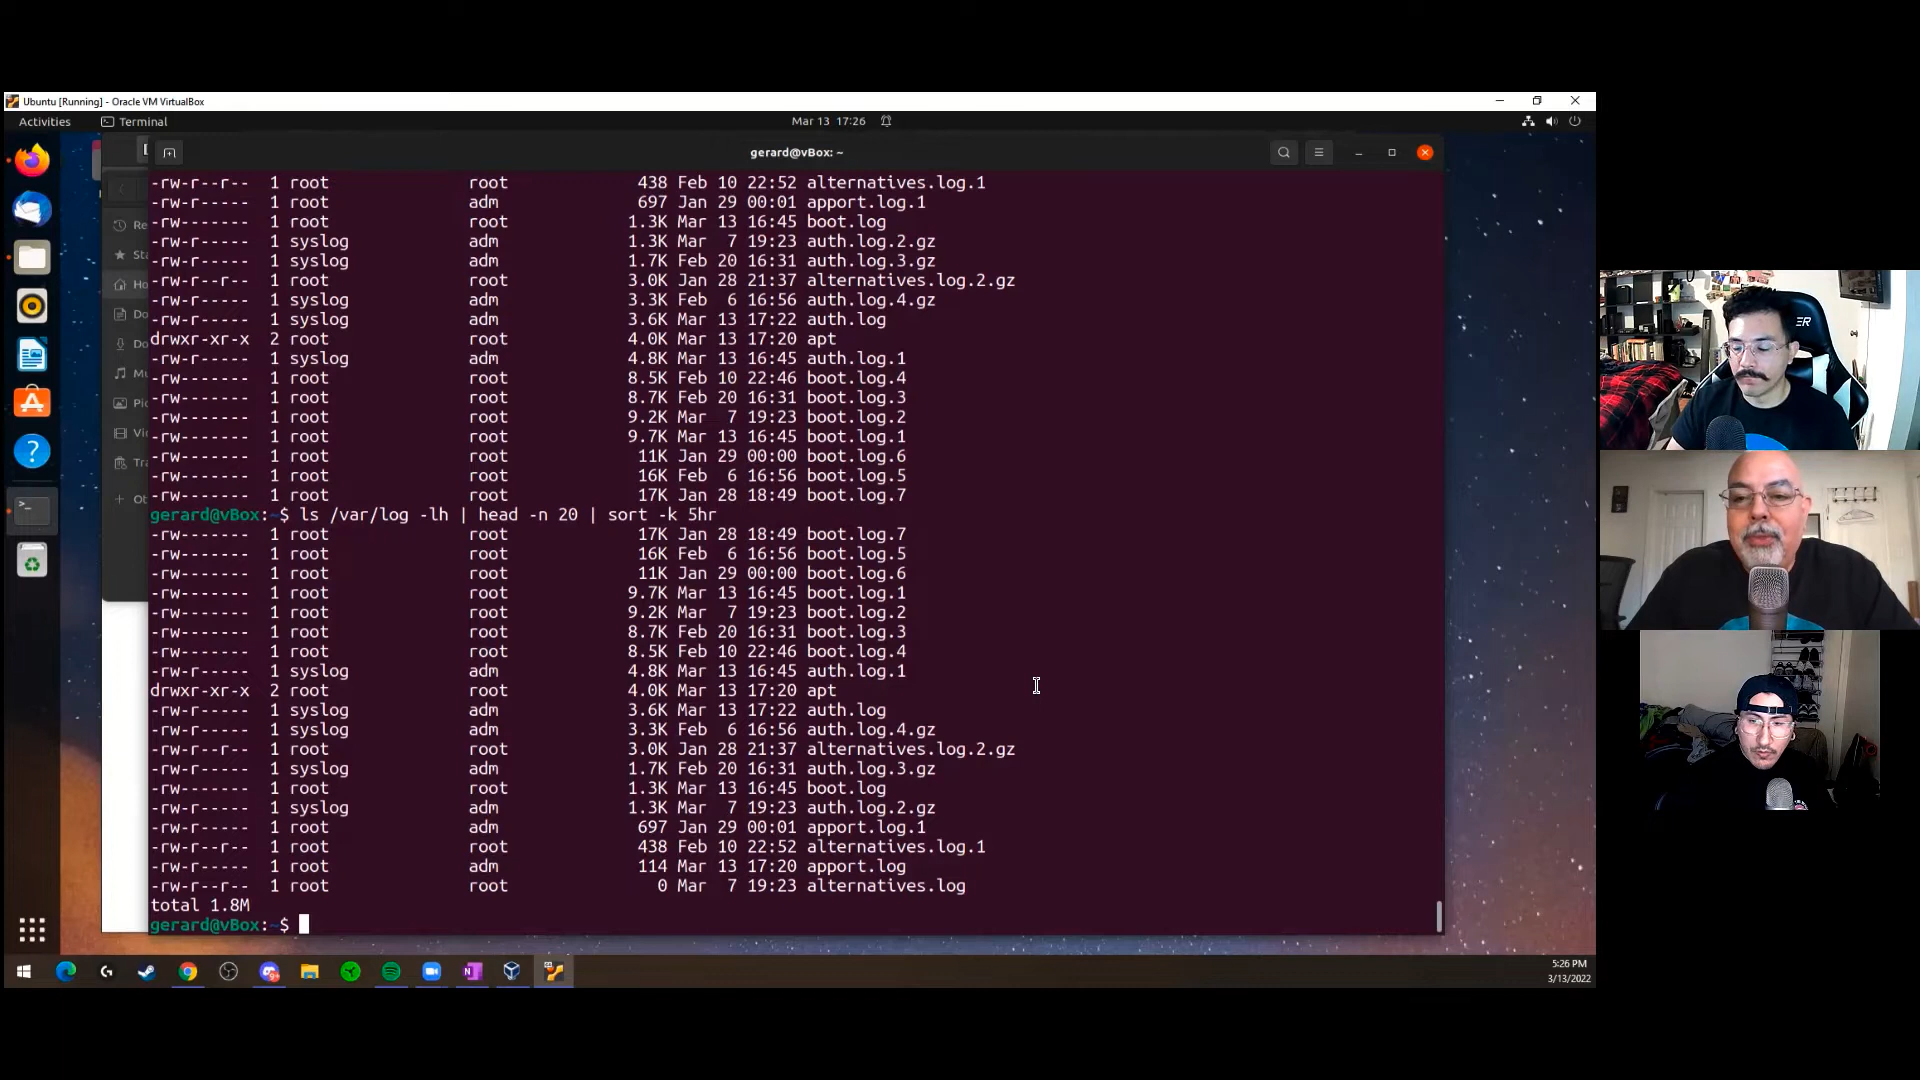 Ubuntu [Running] - Oracle VM VirtualBox
Activities Terminal Mar 13 17:26
gerard@vBox: ~
-rw-r--r-- 1 root root 438 Feb 10 22:52 alternatives.log.1
-rw-r----- 1 root adm 697 Jan 29 00:01 apport.log.1
-rw-r----- 1 root root 1.3K Mar 13 16:45 boot.log
-rw-r----- 1 syslog adm 1.3K Mar 7 19:23 auth.log.2.gz
-rw-r----- 1 syslog adm 1.7K Feb 20 16:31 auth.log.3.gz
-rw-r--r-- 1 root root 3.0K Jan 28 21:37 alternatives.log.2.gz
-rw-r----- 1 syslog adm 3.3K Feb 6 16:56 auth.log.4.gz
-rw-r----- 1 syslog adm 3.6K Mar 13 17:22 auth.log
drwxr-xr-x 2 root root 4.0K Mar 13 17:20 apt
-rw-r----- 1 syslog adm 4.8K Mar 13 16:45 auth.log.1
-rw------- 1 root root 8.5K Feb 10 22:46 boot.log.4
-rw------- 1 root root 8.7K Feb 20 16:31 boot.log.3
-rw------- 1 root root 9.2K Mar 7 19:23 boot.log.2
-rw------- 1 root root 9.7K Mar 13 16:45 boot.log.1
-rw------- 1 root root 11K Jan 29 00:00 boot.log.6
-rw------- 1 root root 16K Feb 6 16:56 boot.log.5
-rw------- 1 root root 17K Jan 28 18:49 boot.log.7
gerard@vBox:~$ ls /var/log -lh | head -n 20 | sort -k 5hr
-rw------- 1 root root 17K Jan 28 18:49 boot.log.7
-rw------- 1 root root 16K Feb 6 16:56 boot.log.5
-rw------- 1 root root 11K Jan 29 00:00 boot.log.6
-rw------- 1 root root 9.7K Mar 13 16:45 boot.log.1
-rw------- 1 root root 9.2K Mar 7 19:23 boot.log.2
-rw------- 1 root root 8.7K Feb 20 16:31 boot.log.3
-rw------- 1 root root 8.5K Feb 10 22:46 boot.log.4
-rw-r----- 1 syslog adm 4.8K Mar 13 16:45 auth.log.1
drwxr-xr-x 2 root root 4.0K Mar 13 17:20 apt
-rw-r----- 1 syslog adm 3.6K Mar 13 17:22 auth.log
-rw-r----- 1 syslog adm 3.3K Feb 6 16:56 auth.log.4.gz
-rw-r--r-- 1 root root 3.0K Jan 28 21:37 alternatives.log.2.gz
-rw-r----- 1 syslog adm 1.7K Feb 20 16:31 auth.log.3.gz
-rw------- 1 root root 1.3K Mar 13 16:45 boot.log
-rw-r----- 1 syslog adm 1.3K Mar 7 19:23 auth.log.2.gz
-rw-r----- 1 root adm 697 Jan 29 00:01 apport.log.1
-rw-r--r-- 1 root root 438 Feb 10 22:52 alternatives.log.1
-rw-r----- 1 root adm 114 Mar 13 17:20 apport.log
-rw-r--r-- 1 root root 0 Mar 7 19:23 alternatives.log
total 1.8M
gerard@vBox:~$
Re
Sta
Ho
Do
Do
Mu
Pic
Vi
Tra
Ot
5:26 PM
3/13/2022